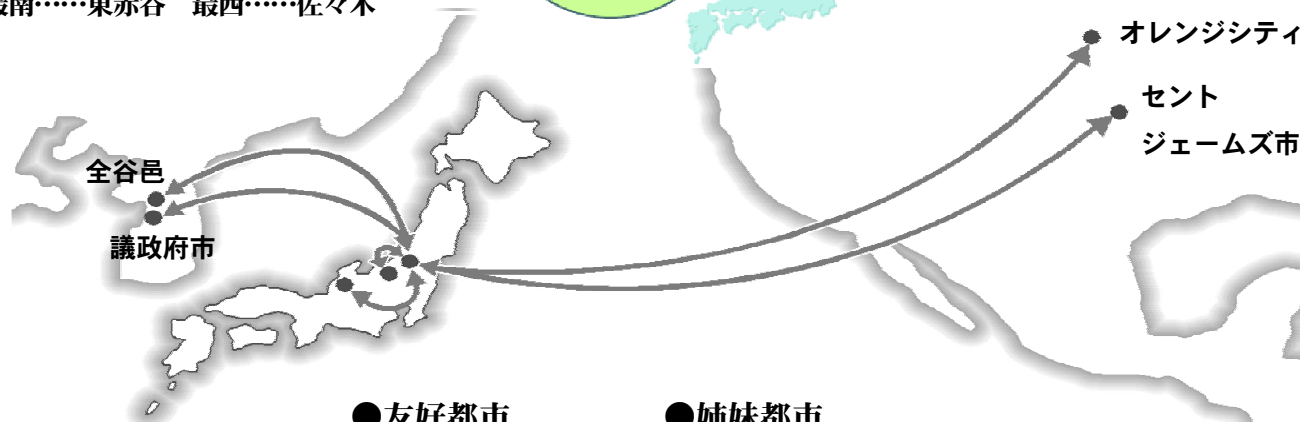 最南……東赤谷　最西……佐々木
オレンジシティ
セント
ジェームズ市
全谷邑
議政府市
●友好都市　●姉妹都市